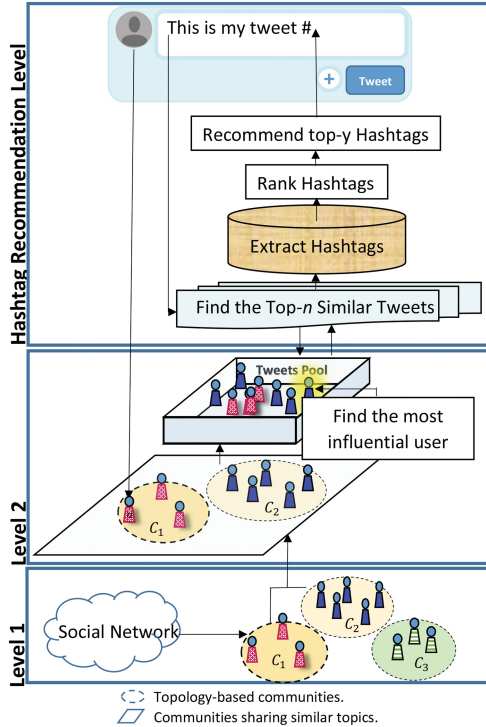 Hashtag Recommendation Level
This is my tweet #
+
Tweet
Recommend top-y Hashtags
Rank Hashtags
Extract Hashtags
Find the Top-n Similar Tweets
Level 2
Tweets Pool
Find the most
influential user
C1
C2
Level 1
Social Network
C1
C2
C3
Topology-based communities.
Communities sharing similar topics.